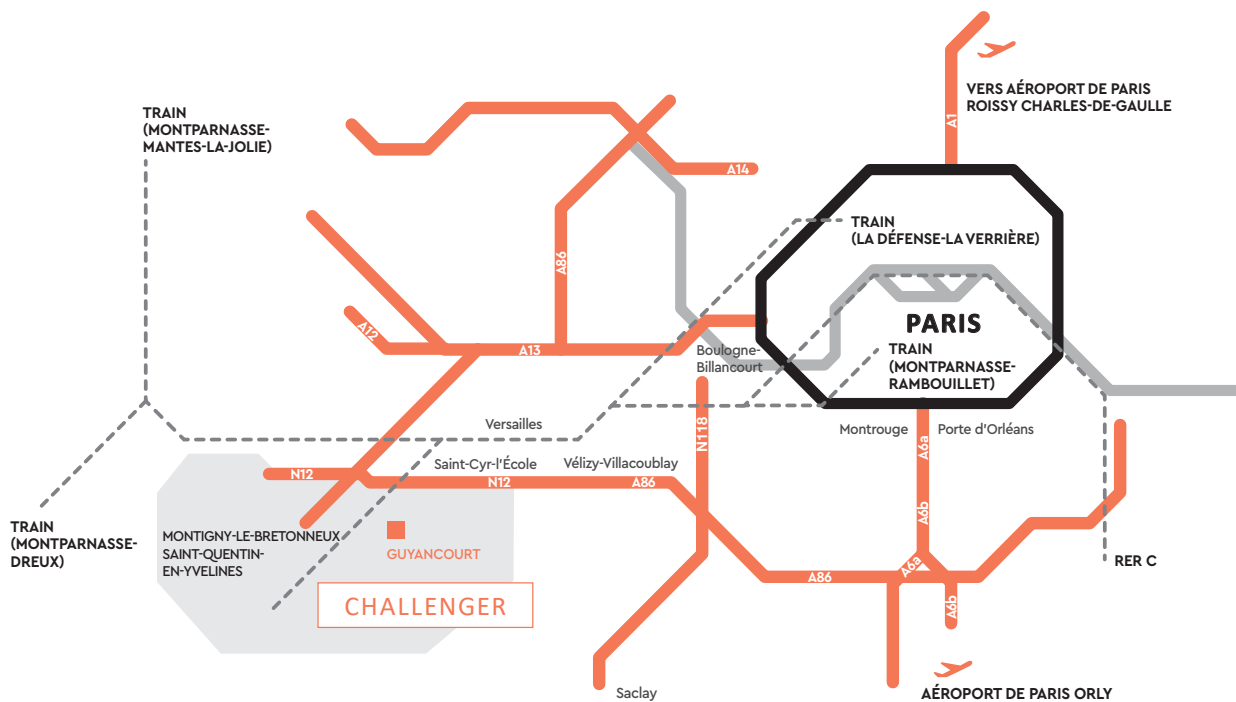 VERS AÉROPORT DE PARIS
ROISSY CHARLES-DE-GAULLE
A1
TRAIN
(MONTPARNASSE-
MANTES-LA-JOLIE)
A14
TRAIN
(LA DÉFENSE-LA VERRIÈRE)
A86
A12
A13
PARIS
Boulogne-
Billancourt
TRAIN
(MONTPARNASSE-
RAMBOUILLET)
Versailles
N118
Montrouge
Porte d'Orléans
A6a
Saint-Cyr-l'École
Vélizy-Villacoublay
N12
N12
A86
A6b
TRAIN
(MONTPARNASSE-
DREUX)
MONTIGNY-LE-BRETONNEUX
SAINT-QUENTIN-
EN-YVELINES
GUYANCOURT
RER C
A6a
A86
A6b
CHALLENGER
Saclay
AÉROPORT DE PARIS ORLY